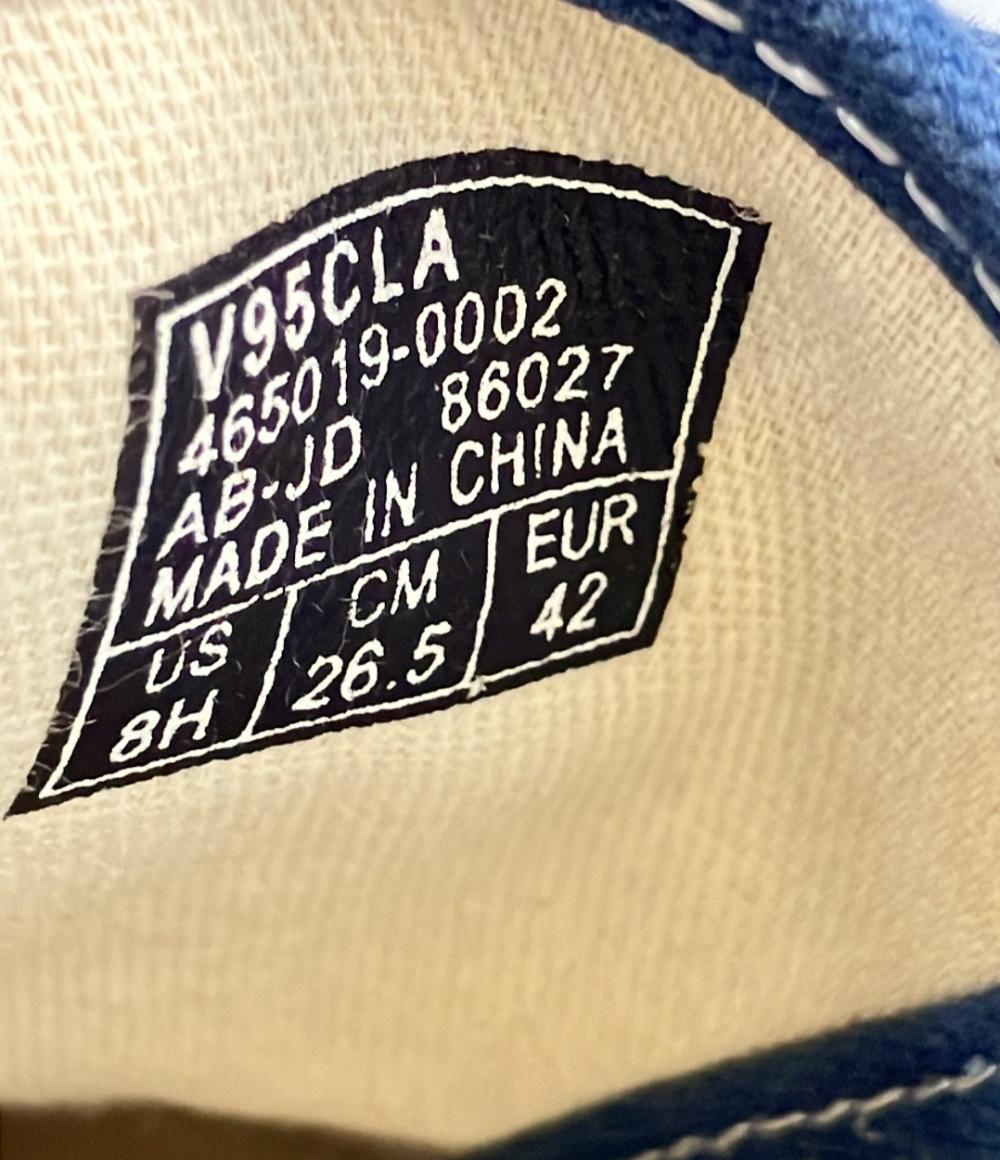 V95CLA
465019-0002
AB-JD 86027
MADE IN CHINA
US CM EUR
8H 26.5 42